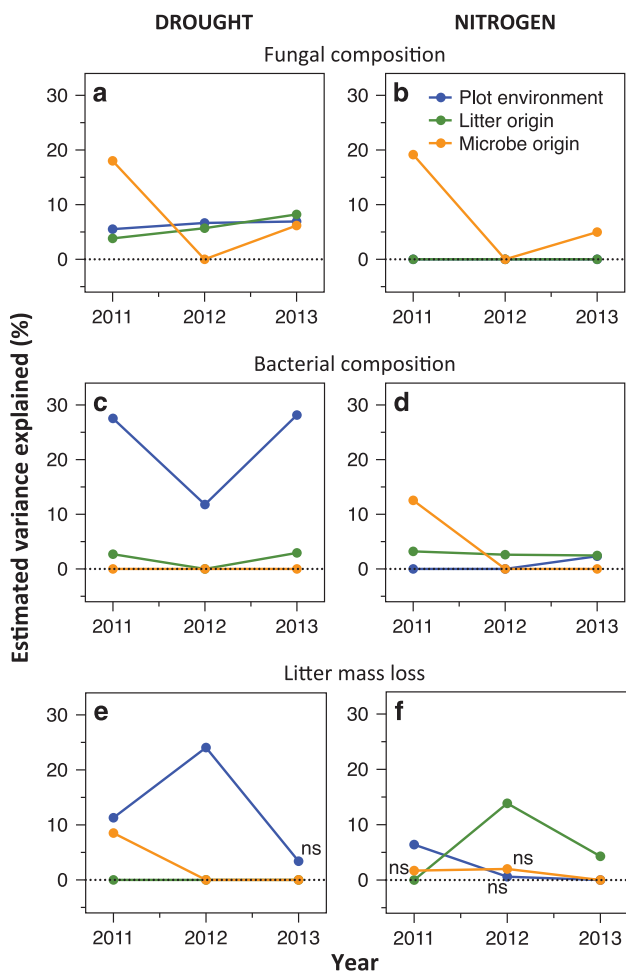 DROUGHT NITROGEN
Fungal composition
a b
Plot environment
Litter origin
Microbe origin
30
20
10
0
30
20
10
0
2011 2012 2013 2011 2012 2013
Bacterial composition
c d
30
20
10
0
30
20
10
0
2011 2012 2013 2011 2012 2013
Estimated variance explained (%)
Litter mass loss
e f
30
20
10
0
30
20
10
0
ns
ns
ns
ns
2011 2012 2013 2011 2012 2013
Year